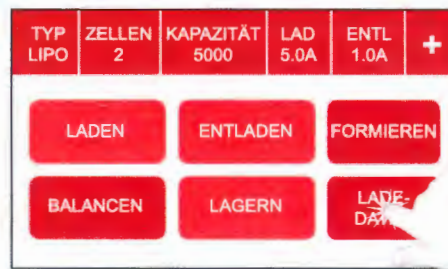 TYP ZELLEN KAPAZITÄT LAD ENTL +
LIPO 2 5000 5.0A 1.0A
LADEN ENTLADEN FORMIEREN
BALANCEN LAGERN LADE-